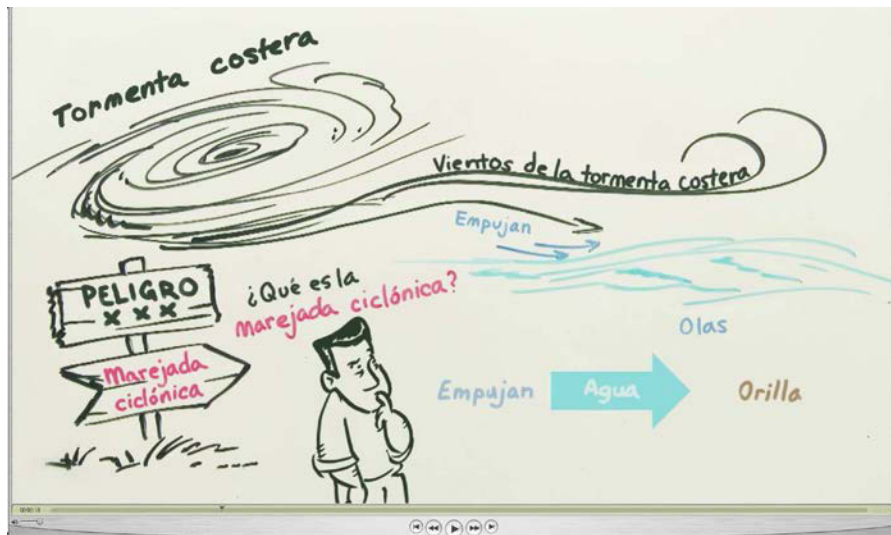 Tormenta costera
Vientos de la tormenta costera
Empujan
Olas
PELIGRO
X X X
Marejada
ciclónica
¿Qué es la
marejada ciclónica?
Empujan Agua Orilla